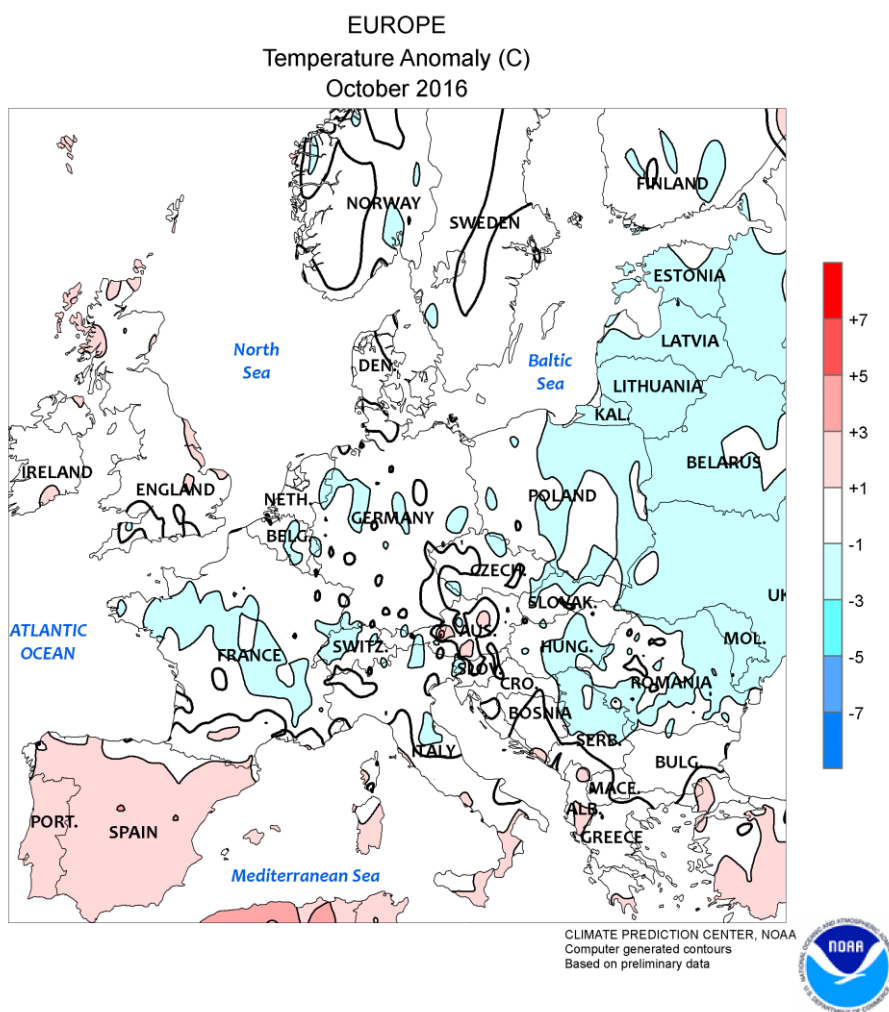 EUROPE
Temperature Anomaly (C)
October 2016
FINLAND
NORWAY
SWEDEN
ESTONIA
North
Sea
DEN.
Baltic
Sea
LATVIA
LITHUANIA
KAL.
IRELAND
ENGLAND
NETH.
GERMANY
POLAND
BELARUS
BELG.
CZECH.
UK
SLOVAK.
ATLANTIC
OCEAN
FRANCE
SWITZ.
AUS.
HUNG.
MOL.
SLOV.
CRO.
ROMANIA
BOSNIA
ITALY
SERB.
BULG.
MACE.
ALB.
GREECE
PORT.
SPAIN
Mediterranean Sea
+7
+5
+3
+1
-1
-3
-5
-7
CLIMATE PREDICTION CENTER, NOAA
Computer generated contours
Based on preliminary data
NOAA